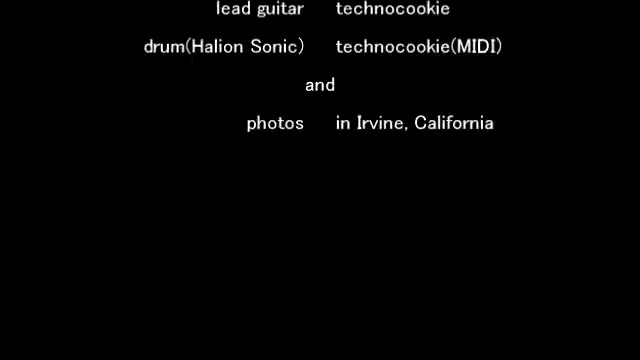 lead guitar technocookie
drum(Halion Sonic) technocookie(MIDI)
and
photos in Irvine, California